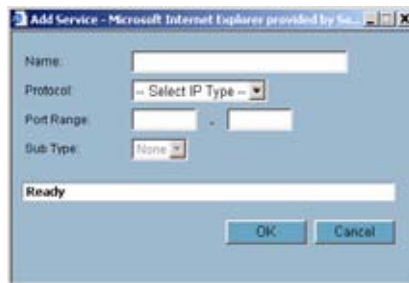 Add Service - Microsoft Internet Explorer provided by So...
Name:
Protocol: -- Select IP Type --
Port Range: -
Sub Type: None
Ready
OK Cancel